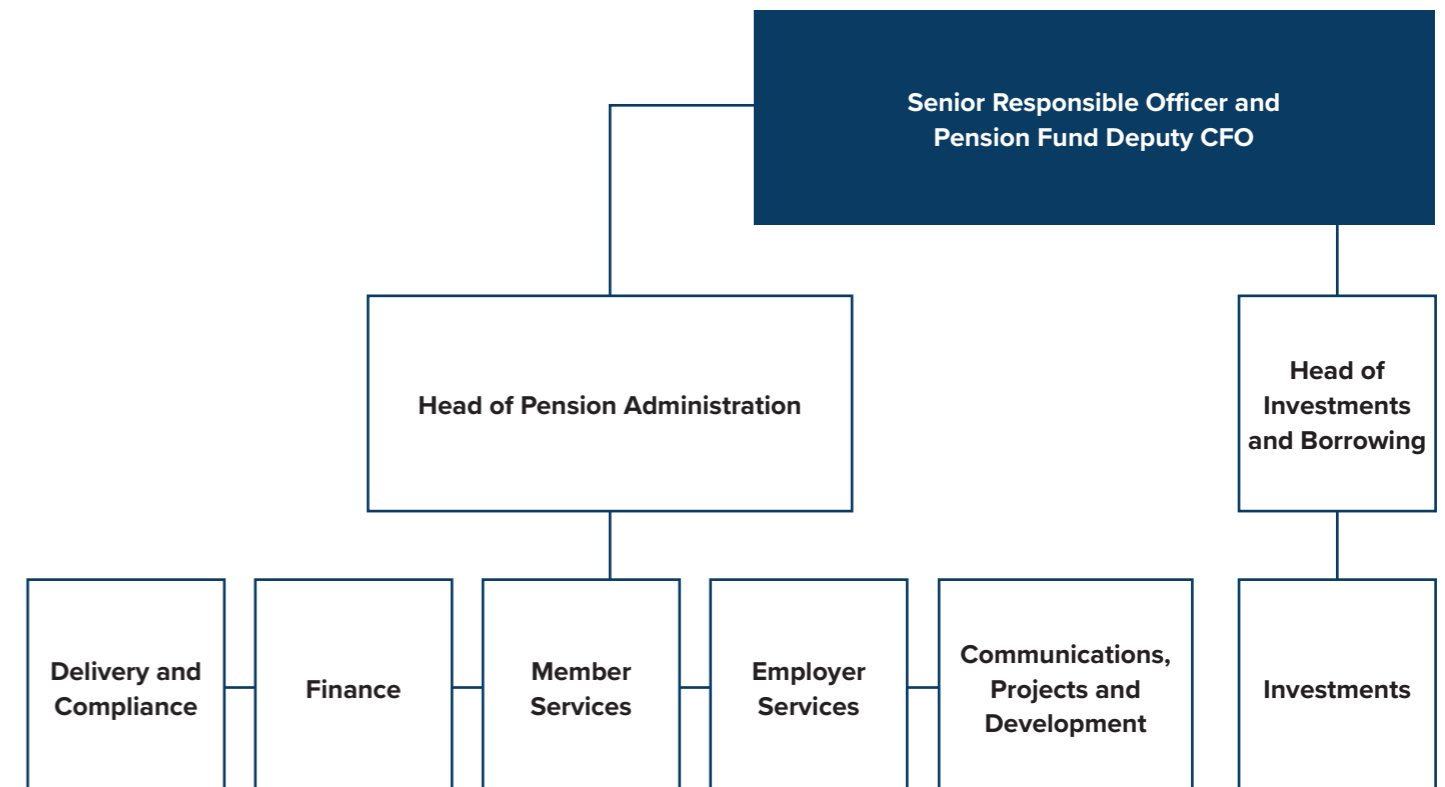 Senior Responsible Officer and
Pension Fund Deputy CFO
Head of Pension Administration
Head of
Investments
and Borrowing
Delivery and
Compliance
Finance
Member
Services
Employer
Services
Communications,
Projects and
Development
Investments